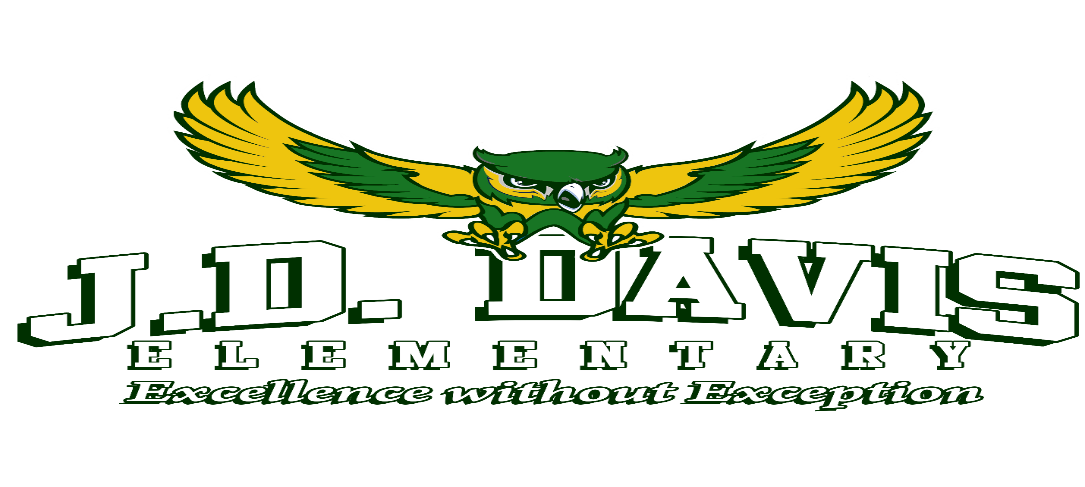 J.D. DAVIS
ELEMENTARY
Excellence without Exception